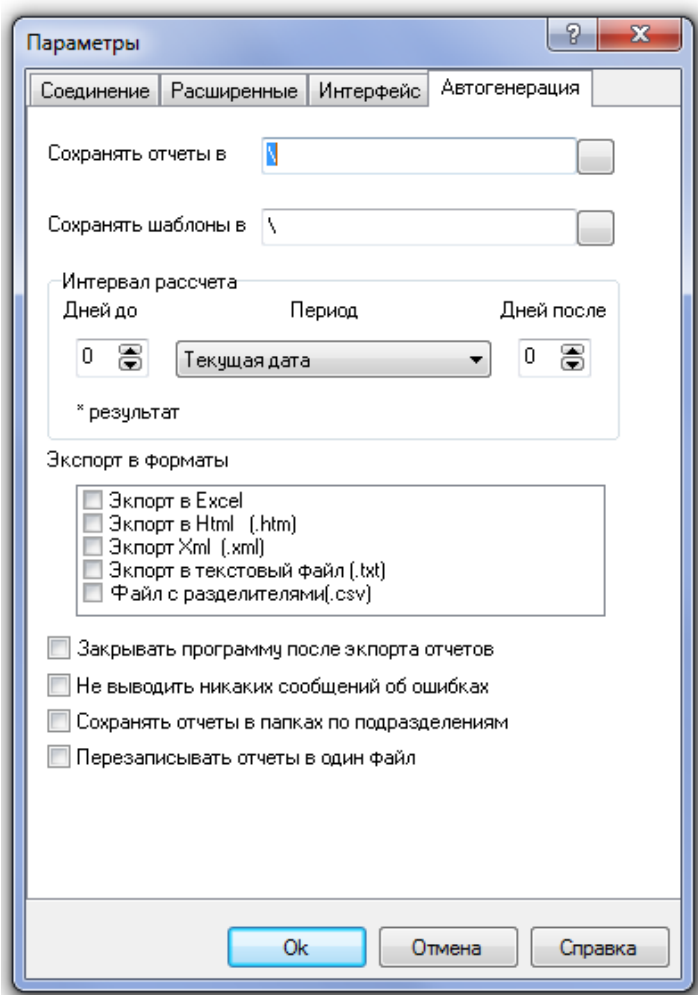 Параметры
Соединение Расширенные Интерфейс Автогенерация
Сохранять отчеты в \
Сохранять шаблоны в \
Интервал рассчета
Дней до Период Дней после
0 Текущая дата 0
* результат
Экспорт в форматы
Экпорт в Excel
Экпорт в Html (.htm)
Экпорт Xml (.xml)
Экпорт в текстовый файл (.txt)
Файл с разделителями(.csv)
Закрывать программу после экпорта отчетов
Не выводить никаких сообщений об ошибках
Сохранять отчеты в папках по подразделениям
Перезаписывать отчеты в один файл
Ok Отмена Справка